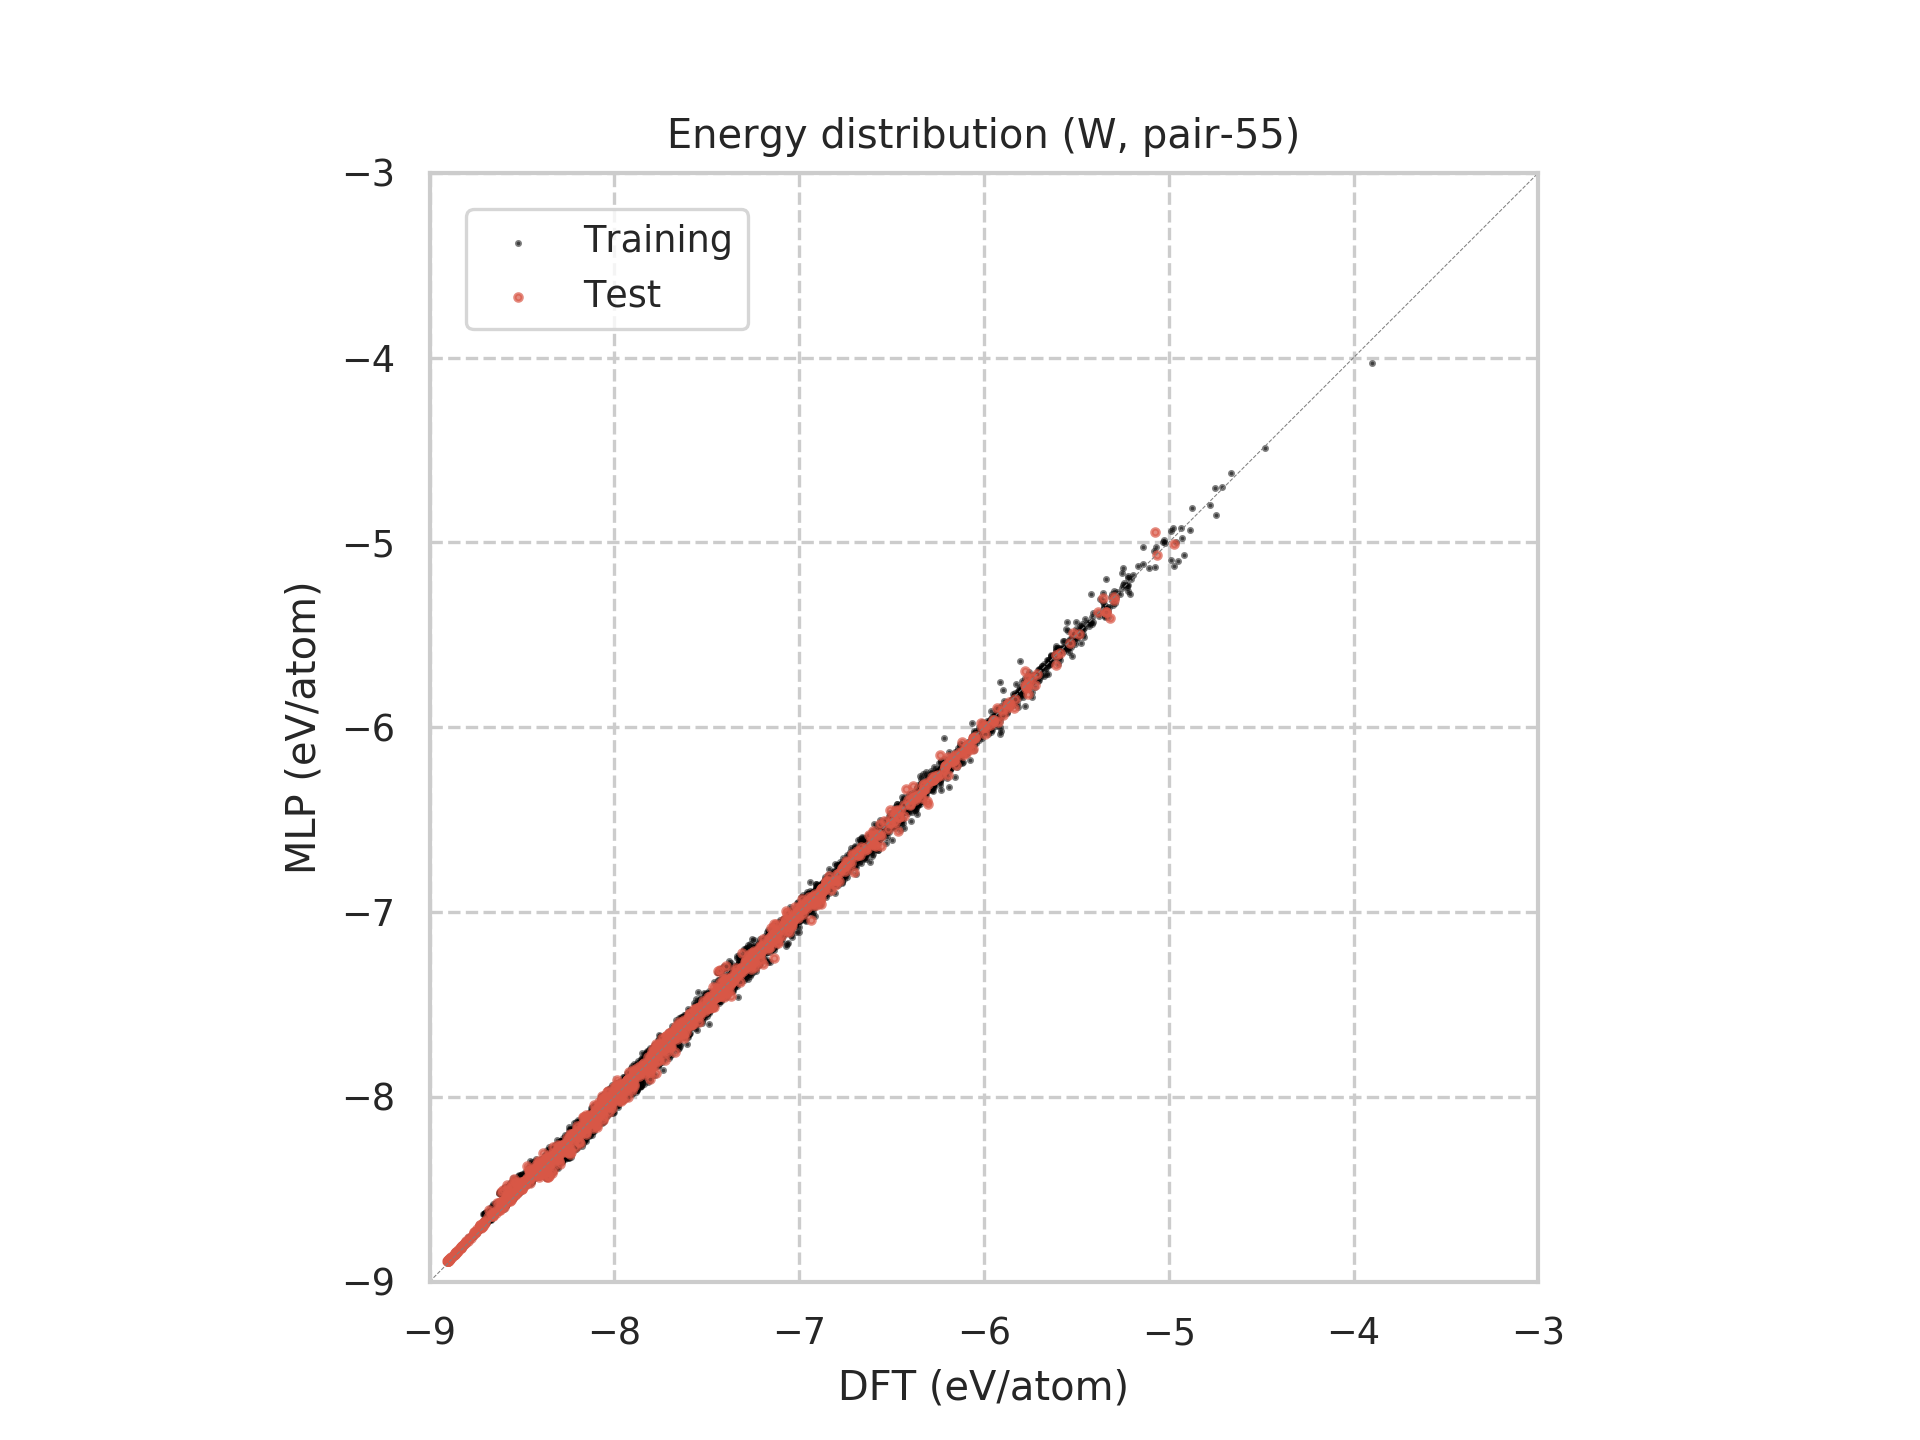 Energy distribution (W, pair-55)
Training
Test
−3
−4
−5
−6
−7
−8
−9
MLP (eV/atom)
−9 −8 −7 −6 −5 −4 −3
DFT (eV/atom)